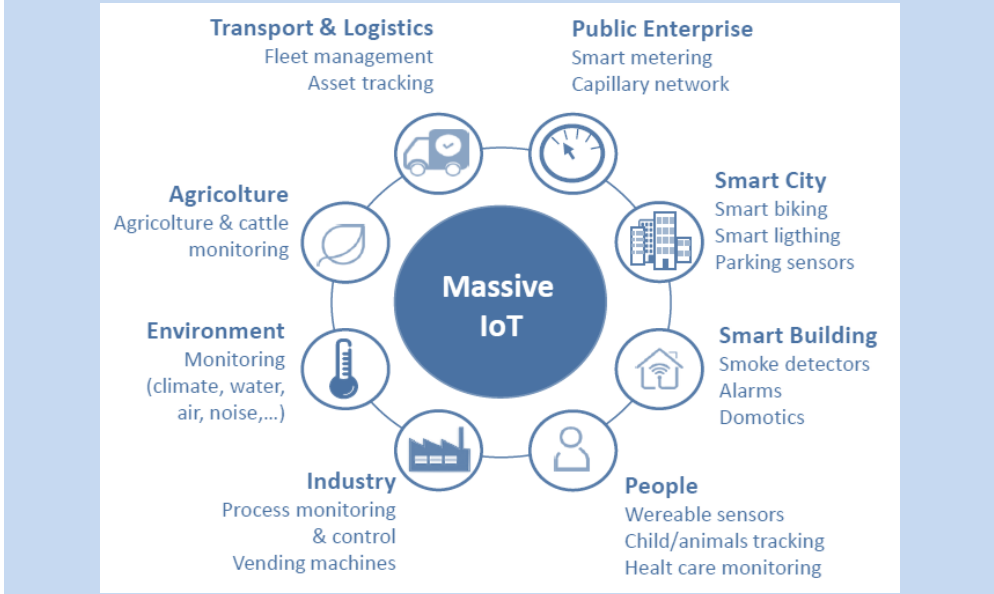 Transport & Logistics
Fleet management
Asset tracking
Public Enterprise
Smart metering
Capillary network
Smart City
Smart biking
Smart ligthing
Parking sensors
Smart Building
Smoke detectors
Alarms
Domotics
People
Wereable sensors
Child/animals tracking
Healt care monitoring
Industry
Process monitoring
& control
Vending machines
Environment
Monitoring
(climate, water,
air, noise,...)
Agricolture
Agricolture & cattle
monitoring
Massive
IoT